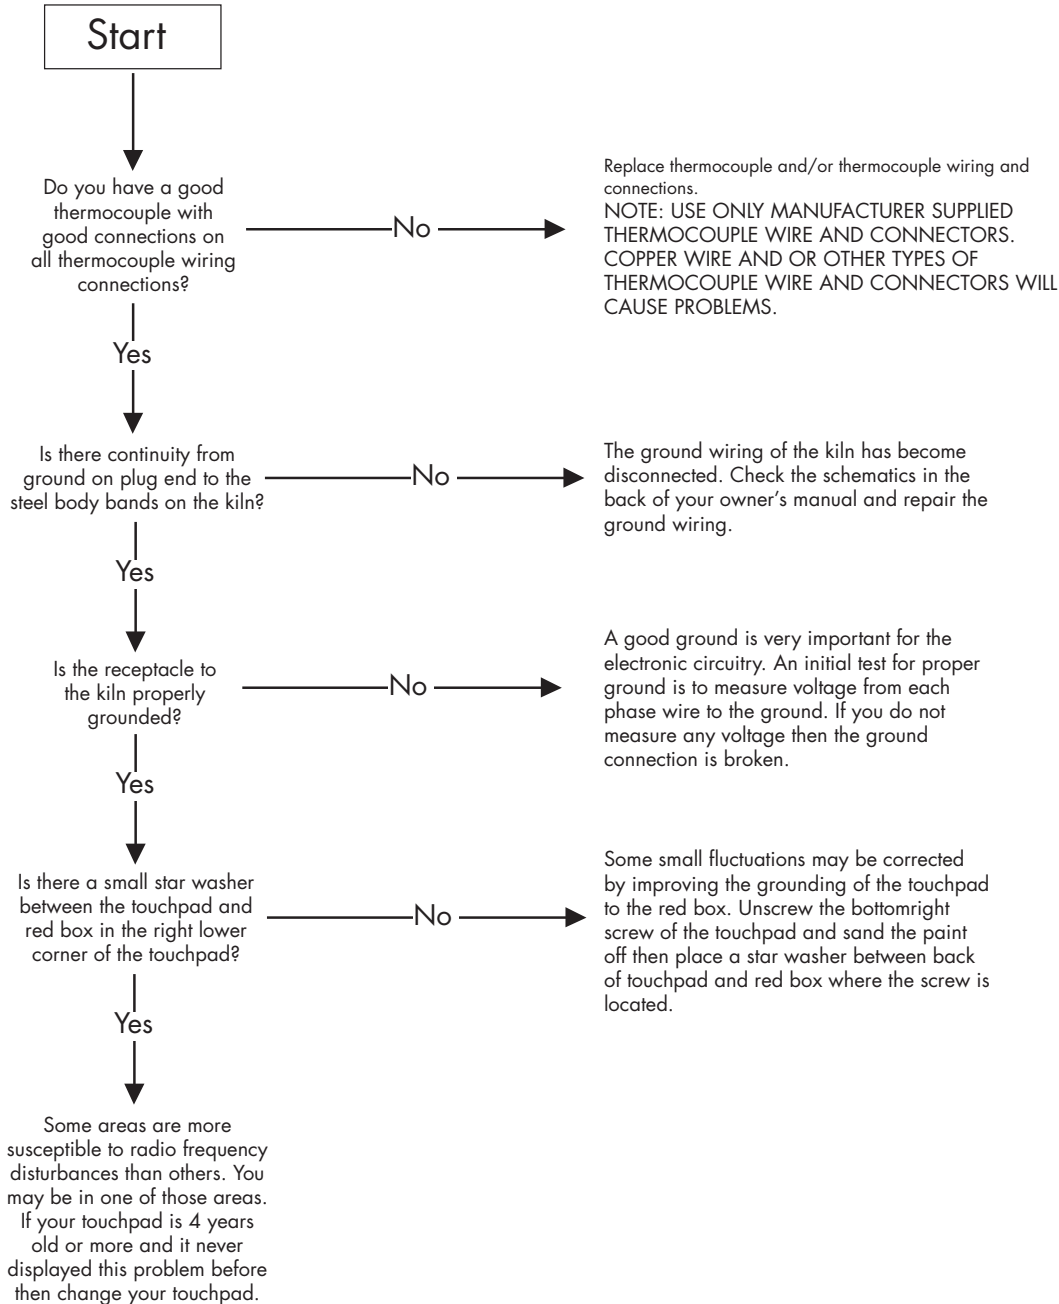 Start
Do you have a good
thermocouple with
good connections on
all thermocouple wiring
connections?
No
Replace thermocouple and/or thermocouple wiring and
connections.
NOTE: USE ONLY MANUFACTURER SUPPLIED
THERMOCOUPLE WIRE AND CONNECTORS.
COPPER WIRE AND OR OTHER TYPES OF
THERMOCOUPLE WIRE AND CONNECTORS WILL
CAUSE PROBLEMS.
Yes
Is there continuity from
ground on plug end to the
steel body bands on the kiln?
No
The ground wiring of the kiln has become
disconnected. Check the schematics in the
back of your owner's manual and repair the
ground wiring.
Yes
Is the receptacle to
the kiln properly
grounded?
No
A good ground is very important for the
electronic circuitry. An initial test for proper
ground is to measure voltage from each
phase wire to the ground. If you do not
measure any voltage then the ground
connection is broken.
Yes
Is there a small star washer
between the touchpad and
red box in the right lower
corner of the touchpad?
No
Some small fluctuations may be corrected
by improving the grounding of the touchpad
to the red box. Unscrew the bottomright
screw of the touchpad and sand the paint
off then place a star washer between back
of touchpad and red box where the screw is
located.
Yes
Some areas are more
susceptible to radio frequency
disturbances than others. You
may be in one of those areas.
If your touchpad is 4 years
old or more and it never
displayed this problem before
then change your touchpad.